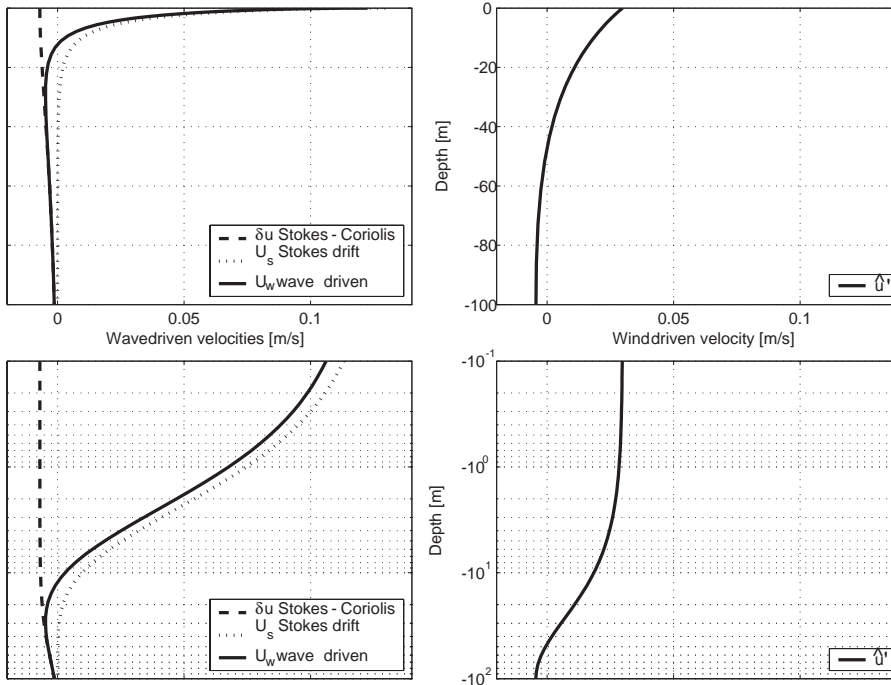 0
-20
-40
-60
-80
-100
Depth [m]
δu Stokes - Coriolis
U_s Stokes drift
U_w wave driven
û'
0 0.05 0.1
0 0.05 0.1
Wavedriven velocities [m/s]
Winddriven velocity [m/s]
-10^-1
-10^0
-10^1
-10^2
Depth [m]
δu Stokes - Coriolis
U_s Stokes drift
U_w wave driven
û'